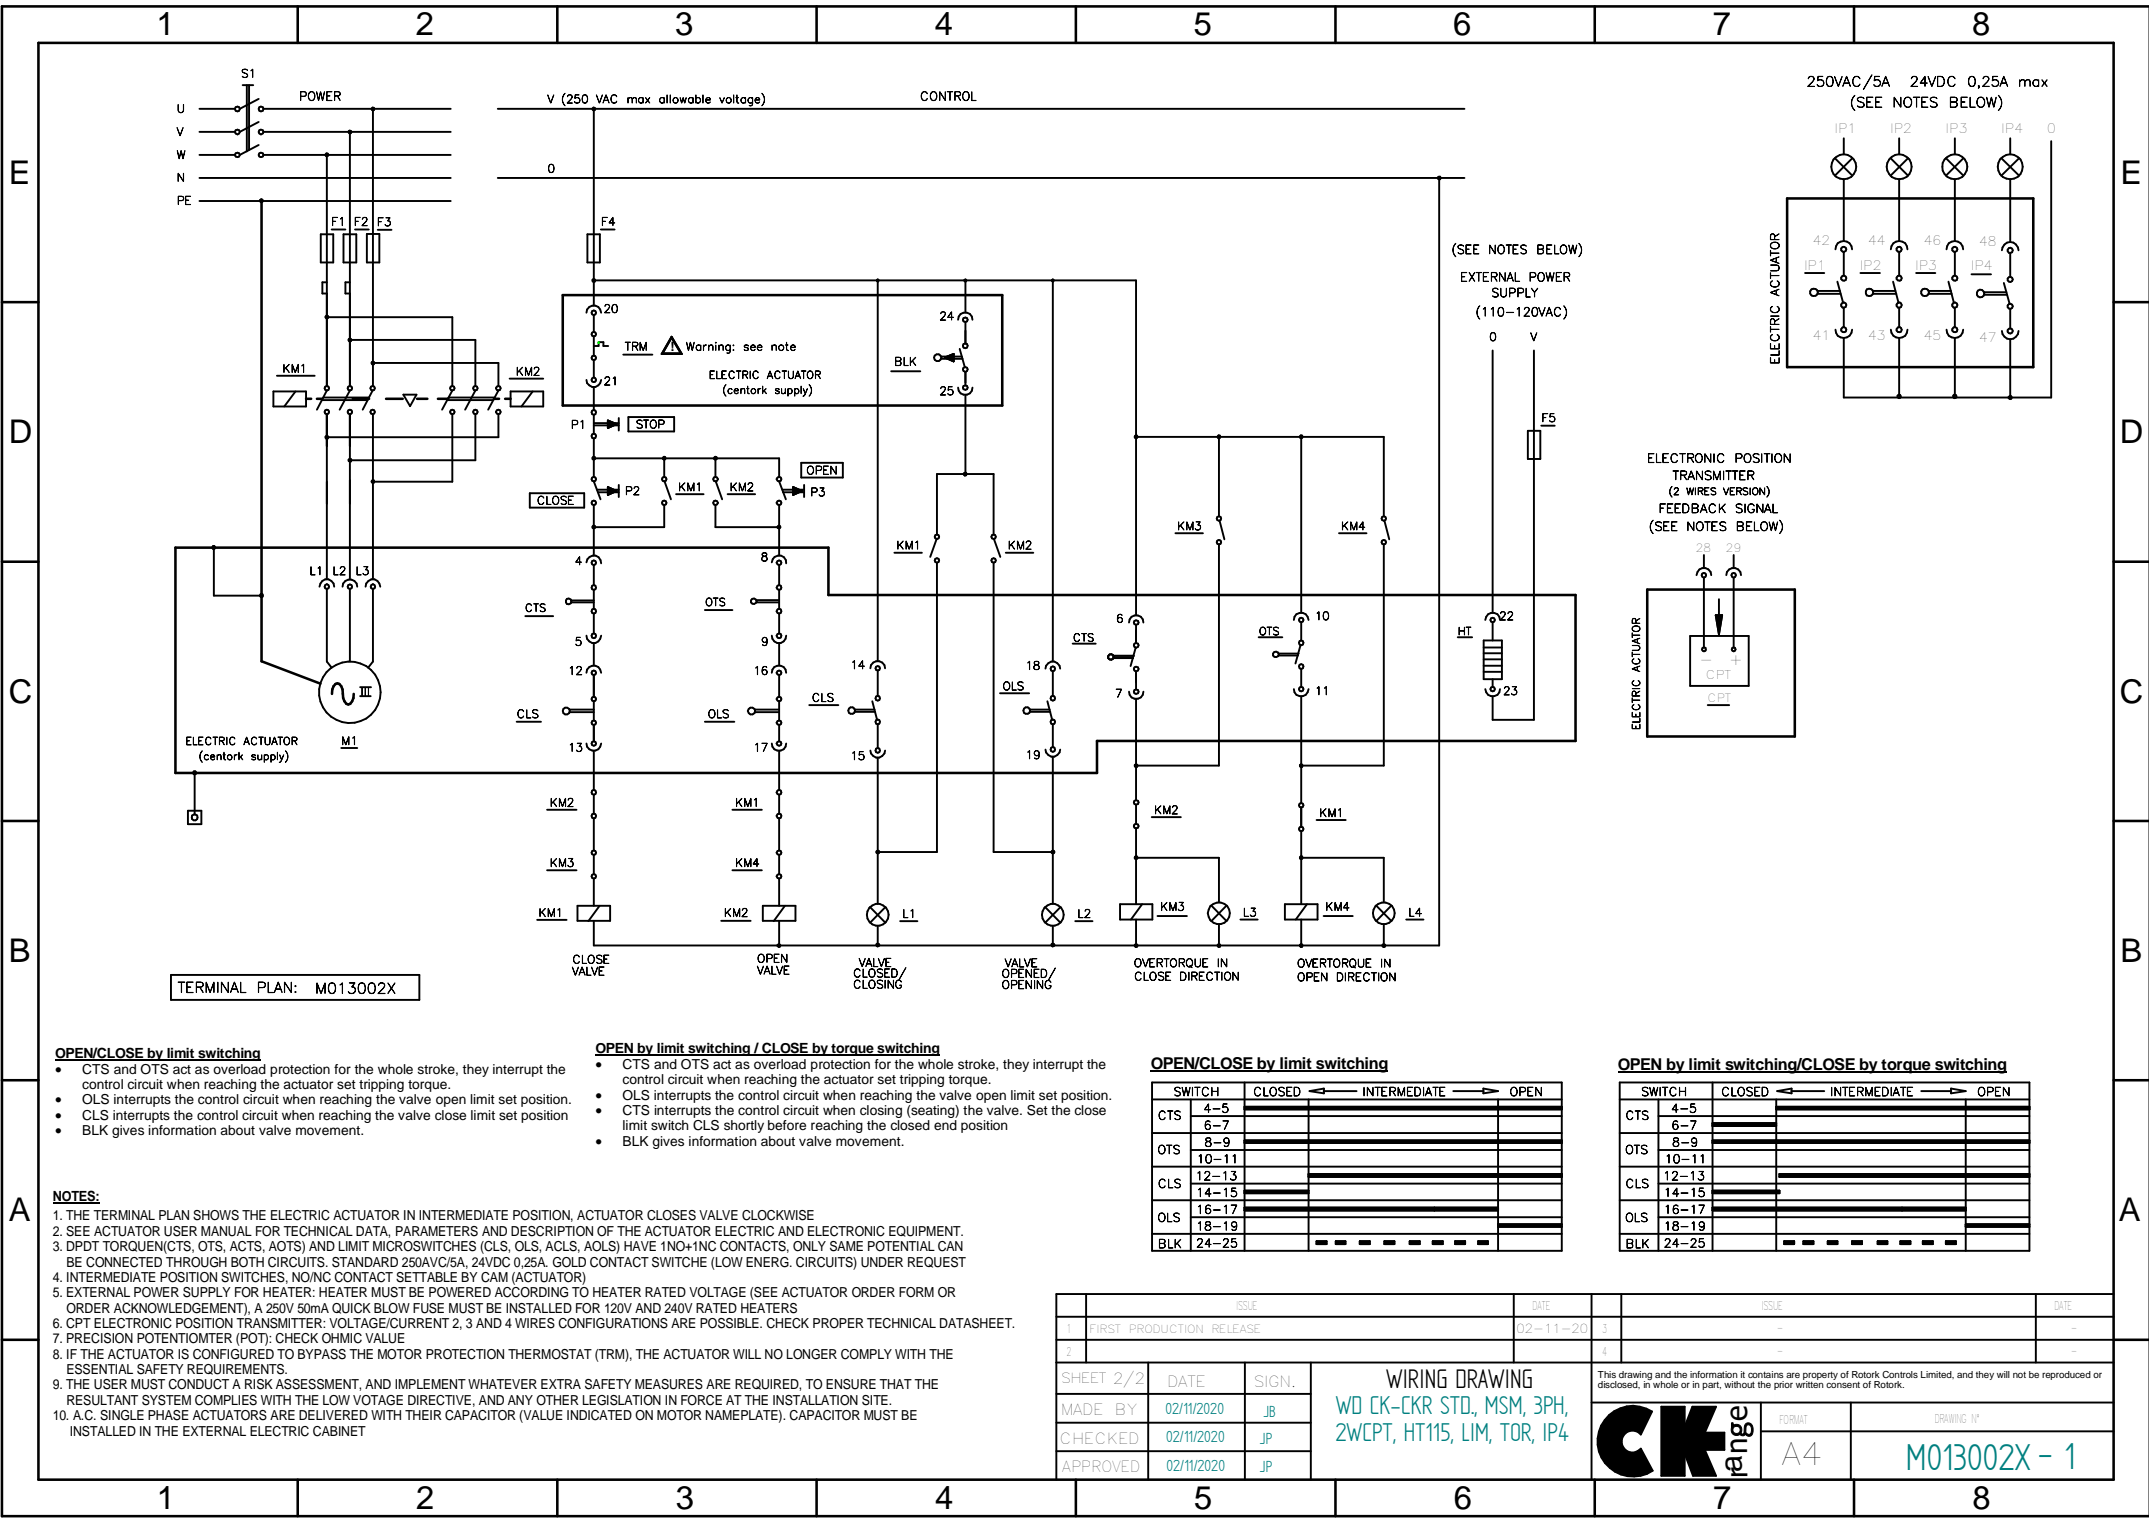 1 2 3 4 5 6 7 8
E
D
C
B
A
E
D
C
B
A
S1
POWER
U
V
W
N
PE
V (250 VAC max allowable voltage)
CONTROL
0
F1 F2 F3
F4
KM1
KM2
20
TRM
Warning: see note
21
ELECTRIC ACTUATOR
(centork supply)
24
BLK
25
P1
STOP
OPEN
P2
KM1
KM2
P3
CLOSE
KM1
KM2
KM3
KM4
(SEE NOTES BELOW)
EXTERNAL POWER
SUPPLY
(110-120VAC)
0 V
F5
L1 L2 L3
4
CTS
5
12
CLS
13
8
OTS
9
16
OLS
17
14
CLS
15
18
OLS
19
6
CTS
7
10
OTS
11
HT
22
23
M1
ELECTRIC ACTUATOR
(centork supply)
KM2
KM1
KM3
KM4
KM2
KM1
KM1
KM2
L1
L2
KM3
L3
KM4
L4
CLOSE
VALVE
OPEN
VALVE
VALVE
CLOSED/
CLOSING
VALVE
OPENED/
OPENING
OVERTORQUE IN
CLOSE DIRECTION
OVERTORQUE IN
OPEN DIRECTION
TERMINAL PLAN: M013002X
250VAC/5A 24VDC 0,25A max
(SEE NOTES BELOW)
IP1 IP2 IP3 IP4 0
ELECTRIC ACTUATOR
42 44 46 48
IP1 IP2 IP3 IP4
41 43 45 47
ELECTRONIC POSITION
TRANSMITTER
(2 WIRES VERSION)
FEEDBACK SIGNAL
(SEE NOTES BELOW)
28 29
ELECTRIC ACTUATOR
- +
CPT
CPT
OPEN/CLOSE by limit switching
• CTS and OTS act as overload protection for the whole stroke, they interrupt the
control circuit when reaching the actuator set tripping torque.
• OLS interrupts the control circuit when reaching the valve open limit set position.
• CLS interrupts the control circuit when reaching the valve close limit set position
• BLK gives information about valve movement.
OPEN by limit switching / CLOSE by torque switching
• CTS and OTS act as overload protection for the whole stroke, they interrupt the
control circuit when reaching the actuator set tripping torque.
• OLS interrupts the control circuit when reaching the valve open limit set position.
• CTS interrupts the control circuit when closing (seating) the valve. Set the close
limit switch CLS shortly before reaching the closed end position
• BLK gives information about valve movement.
OPEN/CLOSE by limit switching
SWITCH CLOSED INTERMEDIATE OPEN
CTS 4-5
6-7
OTS 8-9
10-11
CLS 12-13
14-15
OLS 16-17
18-19
BLK 24-25
OPEN by limit switching/CLOSE by torque switching
SWITCH CLOSED INTERMEDIATE OPEN
CTS 4-5
6-7
OTS 8-9
10-11
CLS 12-13
14-15
OLS 16-17
18-19
BLK 24-25
NOTES:
1. THE TERMINAL PLAN SHOWS THE ELECTRIC ACTUATOR IN INTERMEDIATE POSITION, ACTUATOR CLOSES VALVE CLOCKWISE
2. SEE ACTUATOR USER MANUAL FOR TECHNICAL DATA, PARAMETERS AND DESCRIPTION OF THE ACTUATOR ELECTRIC AND ELECTRONIC EQUIPMENT.
3. DPDT TORQUEN(CTS, OTS, ACTS, AOTS) AND LIMIT MICROSWITCHES (CLS, OLS, ACLS, AOLS) HAVE 1NO+1NC CONTACTS, ONLY SAME POTENTIAL CAN
BE CONNECTED THROUGH BOTH CIRCUITS. STANDARD 250AVC/5A, 24VDC 0,25A. GOLD CONTACT SWITCHE (LOW ENERG. CIRCUITS) UNDER REQUEST
4. INTERMEDIATE POSITION SWITCHES, NO/NC CONTACT SETTABLE BY CAM (ACTUATOR)
5. EXTERNAL POWER SUPPLY FOR HEATER: HEATER MUST BE POWERED ACCORDING TO HEATER RATED VOLTAGE (SEE ACTUATOR ORDER FORM OR
ORDER ACKNOWLEDGEMENT), A 250V 50mA QUICK BLOW FUSE MUST BE INSTALLED FOR 120V AND 240V RATED HEATERS
6. CPT ELECTRONIC POSITION TRANSMITTER: VOLTAGE/CURRENT 2, 3 AND 4 WIRES CONFIGURATIONS ARE POSSIBLE. CHECK PROPER TECHNICAL DATASHEET.
7. PRECISION POTENTIOMTER (POT): CHECK OHMIC VALUE
8. IF THE ACTUATOR IS CONFIGURED TO BYPASS THE MOTOR PROTECTION THERMOSTAT (TRM), THE ACTUATOR WILL NO LONGER COMPLY WITH THE
ESSENTIAL SAFETY REQUIREMENTS.
9. THE USER MUST CONDUCT A RISK ASSESSMENT, AND IMPLEMENT WHATEVER EXTRA SAFETY MEASURES ARE REQUIRED, TO ENSURE THAT THE
RESULTANT SYSTEM COMPLIES WITH THE LOW VOTAGE DIRECTIVE, AND ANY OTHER LEGISLATION IN FORCE AT THE INSTALLATION SITE.
10. A.C. SINGLE PHASE ACTUATORS ARE DELIVERED WITH THEIR CAPACITOR (VALUE INDICATED ON MOTOR NAMEPLATE). CAPACITOR MUST BE
INSTALLED IN THE EXTERNAL ELECTRIC CABINET
ISSUE DATE ISSUE DATE
1 FIRST PRODUCTION RELEASE 02-11-20 3 - -
2 4 - -
SHEET 2/2 DATE SIGN.
MADE BY 02/11/2020 JB
CHECKED 02/11/2020 JP
APPROVED 02/11/2020 JP
WIRING DRAWING
WD CK-CKR STD., MSM, 3PH,
2WCPT, HT115, LIM, TOR, IP4
This drawing and the information it contains are property of Rotork Controls Limited, and they will not be reproduced or
disclosed, in whole or in part, without the prior written consent of Rotork.
CK range
FORMAT
A4
DRAWING Nº
M013002X - 1
1 2 3 4 5 6 7 8